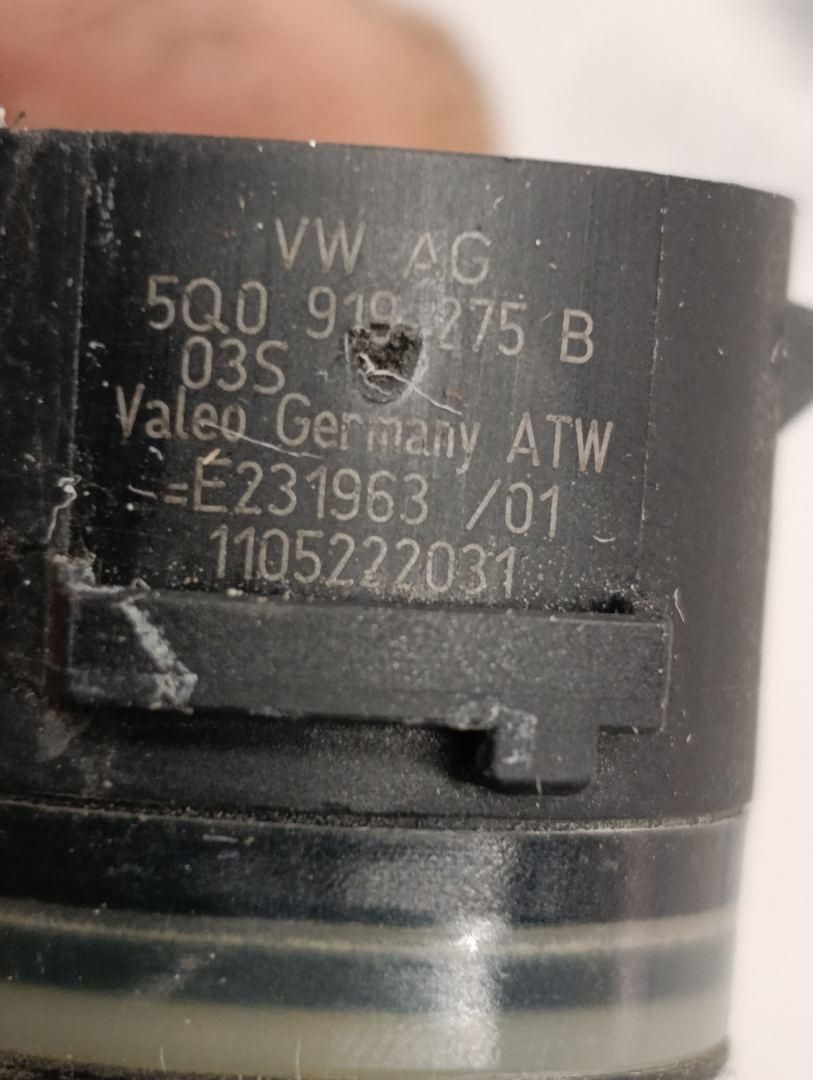 VW AG
5Q0 919 275 B
03S
Valeo Germany ATW
=E231963 /01
1105222031